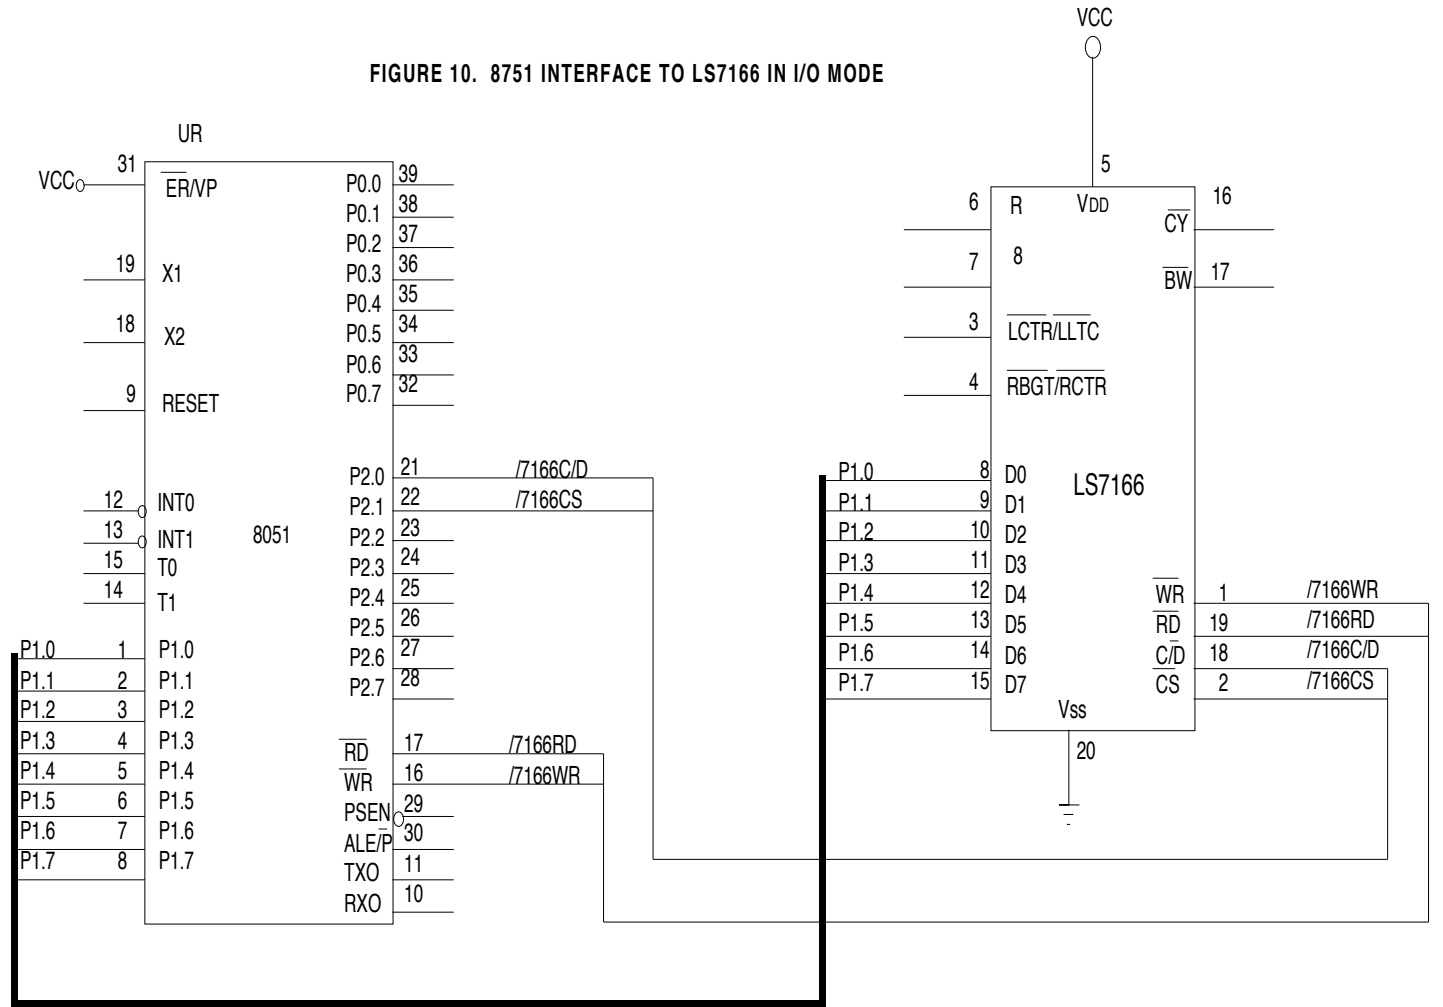 VCC
FIGURE 10. 8751 INTERFACE TO LS7166 IN I/O MODE
UR
VCC
31
ER/VP
19
X1
18
X2
9
RESET
12
INT0
13
INT1
15
T0
14
T1
8051
P1.0 1 P1.0
P1.1 2 P1.1
P1.2 3 P1.2
P1.3 4 P1.3
P1.4 5 P1.4
P1.5 6 P1.5
P1.6 7 P1.6
P1.7 8 P1.7
P0.0 39
P0.1 38
P0.2 37
P0.3 36
P0.4 35
P0.5 34
P0.6 33
P0.7 32
P2.0 21 /7166C/D
P2.1 22 /7166CS
P2.2 23
P2.3 24
P2.4 25
P2.5 26
P2.6 27
P2.7 28
RD 17 /7166RD
WR 16 /7166WR
PSEN 29
ALE/P 30
TXO 11
RXO 10
5
VDD
6 R
7 8
3 LCTR/LLTC
4 RBGT/RCTR
CY 16
BW 17
LS7166
P1.0 8 D0
P1.1 9 D1
P1.2 10 D2
P1.3 11 D3
P1.4 12 D4
P1.5 13 D5
P1.6 14 D6
P1.7 15 D7
WR 1 /7166WR
RD 19 /7166RD
C/D 18 /7166C/D
CS 2 /7166CS
Vss
20